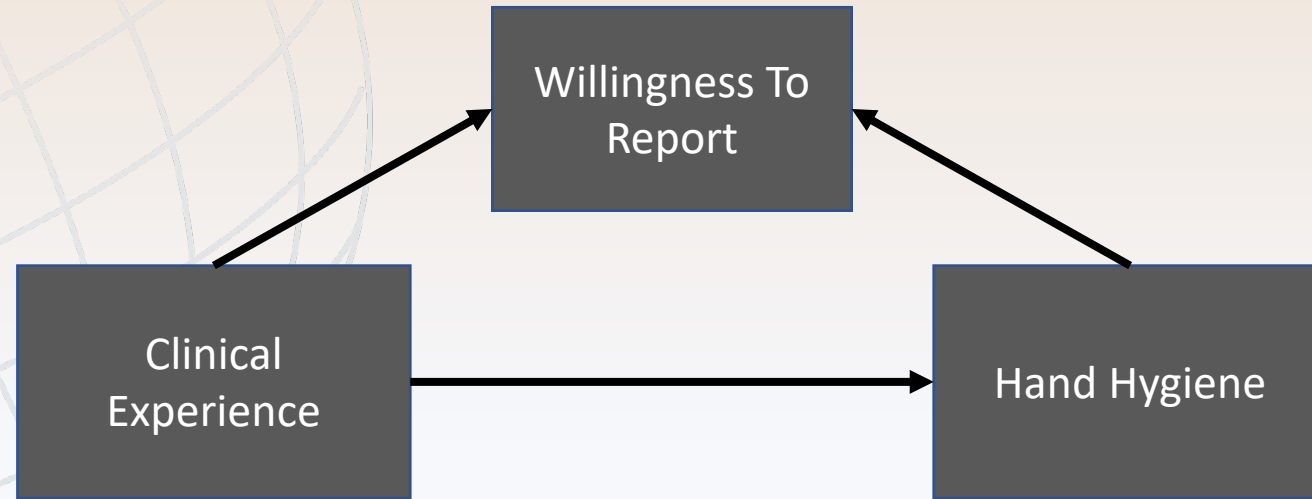 Willingness To
Report
Clinical
Experience
Hand Hygiene